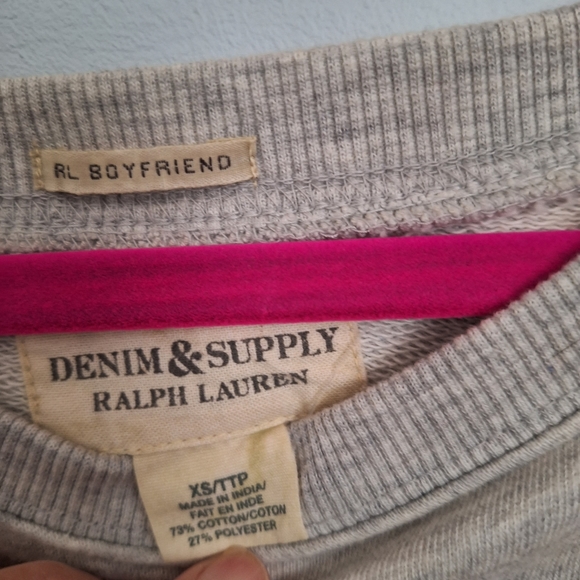 RL BOYFRIEND
DENIM & SUPPLY
RALPH LAUREN
XS/TTP
MADE IN INDIA/
FAIT EN INDE
73% COTTON/COTON
27% POLYESTER